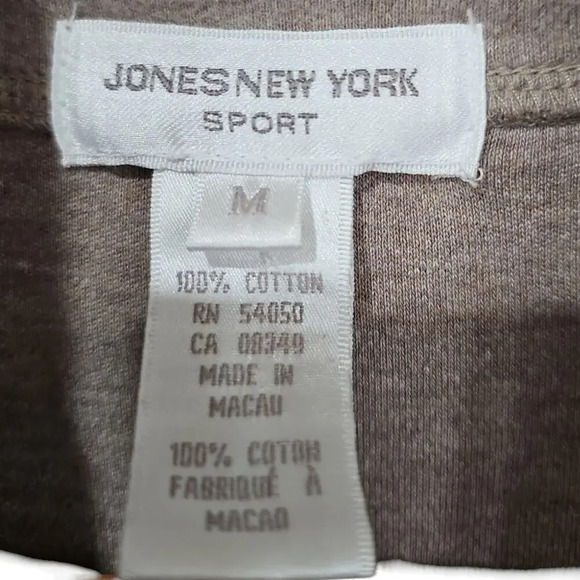 JONES NEW YORK
SPORT
M
100% COTTON
RN 54050
CA 08349
MADE IN
MACAU
100% COTON
FABRIQUÉ À
MACAO